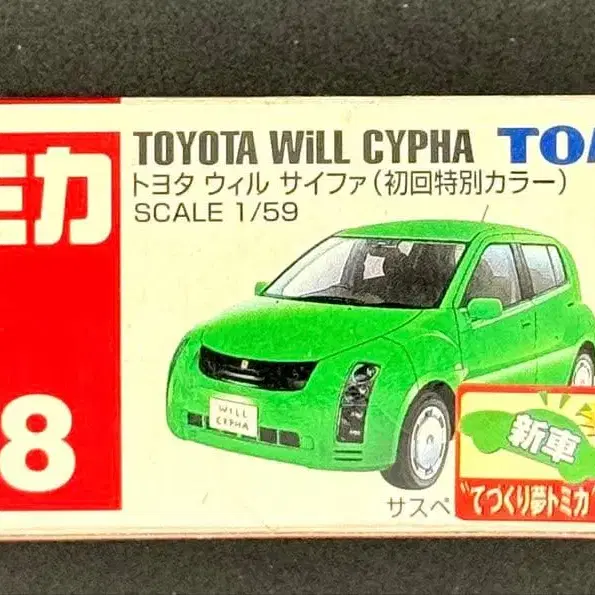 ミカ
TOYOTA WiLL CYPHA TOM
トヨタ ウィル サイファ(初回特別カラー)
SCALE 1/59
8
WiLL
CYPHA
新車
サスペ
"てづくり夢トミカ"